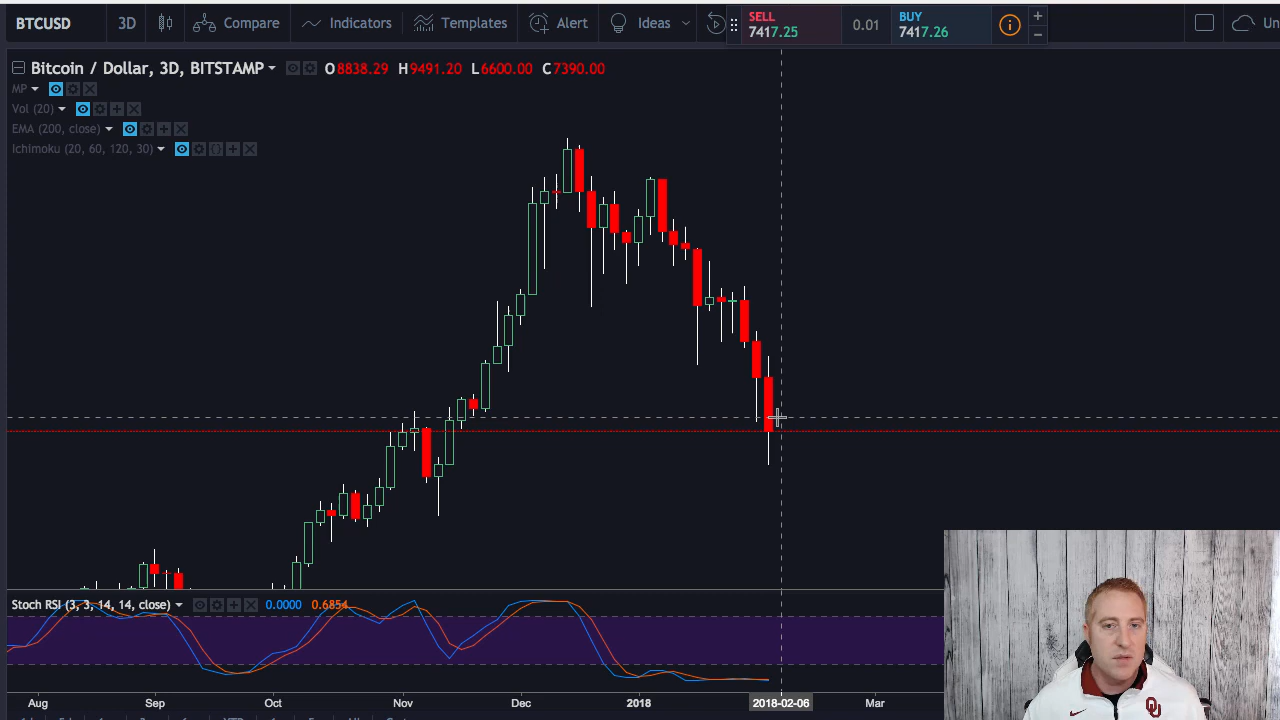 BTCUSD 3D Compare Indicators Templates Alert Ideas SELL 7417.25 0.01 BUY 7417.26 Un
Bitcoin / Dollar, 3D, BITSTAMP O8838.29 H9491.20 L6600.00 C7390.00
MP
Vol (20)
EMA (200, close)
Ichimoku (20, 60, 120, 30)
Stoch RSI (3, 3, 14, 14, close) 0.0000 0.6854
Aug Sep Oct Nov Dec 2018 2018-02-06 Mar
OU